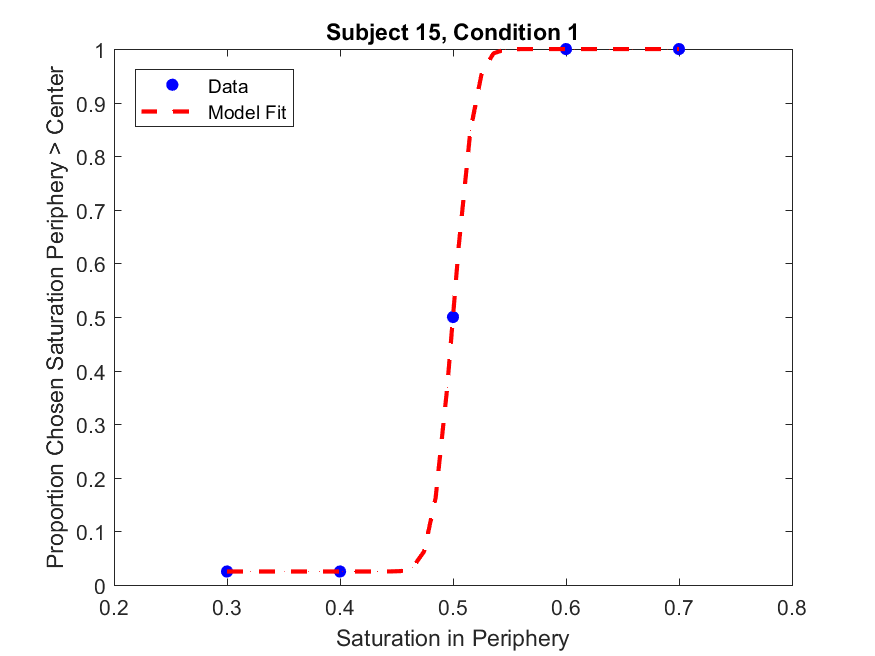 Subject 15, Condition 1
Data
Model Fit
Proportion Chosen Saturation Periphery > Center
1
0.9
0.8
0.7
0.6
0.5
0.4
0.3
0.2
0.1
0
0.2 0.3 0.4 0.5 0.6 0.7 0.8
Saturation in Periphery